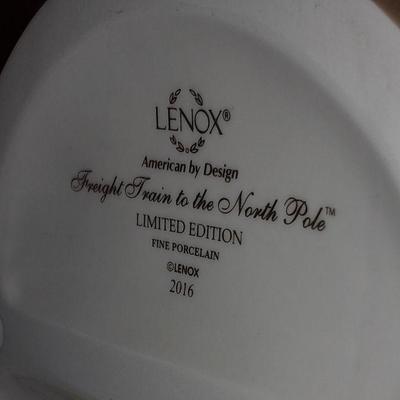 LENOX®
American by Design
Freight Train to the North Pole™
LIMITED EDITION
FINE PORCELAIN
©LENOX
2016